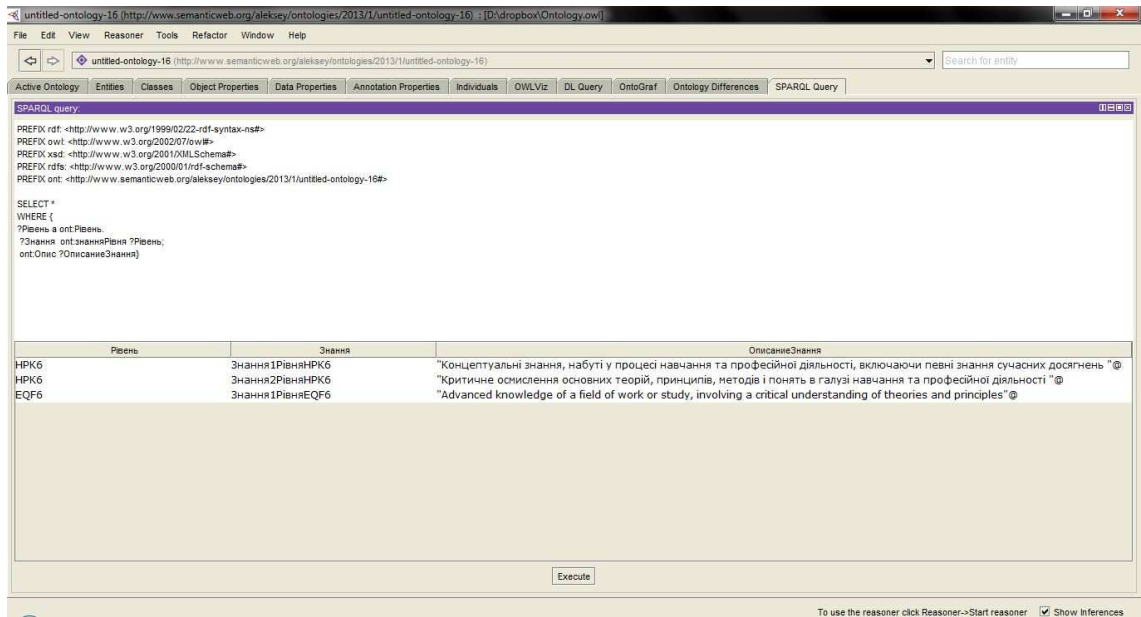 untitled-ontology-16 (http://www.semanticweb.org/aleksey/ontologies/2013/1/untitled-ontology-16) : [D:\dropbox\Ontology.owl]
File Edit View Reasoner Tools Refactor Window Help
untitled-ontology-16 (http://www.semanticweb.org/aleksey/ontologies/2013/1/untitled-ontology-16) Search for entity
Active Ontology Entities Classes Object Properties Data Properties Annotation Properties Individuals OWLViz DL Query OntoGraf Ontology Differences SPARQL Query
SPARQL query:
PREFIX rdf: <http://www.w3.org/1999/02/22-rdf-syntax-ns#>
PREFIX owl: <http://www.w3.org/2002/07/owl#>
PREFIX xsd: <http://www.w3.org/2001/XMLSchema#>
PREFIX rdfs: <http://www.w3.org/2000/01/rdf-schema#>
PREFIX ont: <http://www.semanticweb.org/aleksey/ontologies/2013/1/untitled-ontology-16#>
SELECT *
WHERE {
?Рівень a ont:Рівень.
?Знання ont:знанняРівня ?Рівень;
ont:Опис ?ОписаниеЗнання}
Рівень Знання ОписаниеЗнання
НРК6 Знання1РівняНРК6 "Концептуальні знання, набуті у процесі навчання та професійної діяльності, включаючи певні знання сучасних досягнень "@
НРК6 Знання2РівняНРК6 "Критичне осмислення основних теорій, принципів, методів і понять в галузі навчання та професійної діяльності "@
EQF6 Знання1РівняEQF6 "Advanced knowledge of a field of work or study, involving a critical understanding of theories and principles"@
Execute
To use the reasoner click Reasoner->Start reasoner Show Inferences